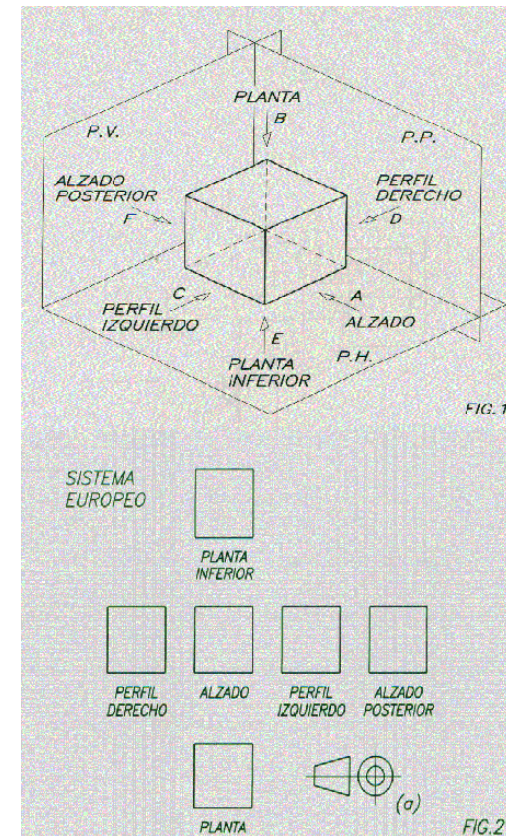 PLANTA
B
P.V.
P.P.
ALZADO
POSTERIOR
F
PERFIL
DERECHO
D
C
PERFIL
IZQUIERDO
A
ALZADO
E
PLANTA
INFERIOR
P.H.
FIG. 1
SISTEMA
EUROPEO
PLANTA
INFERIOR
PERFIL
DERECHO
ALZADO
PERFIL
IZQUIERDO
ALZADO
POSTERIOR
PLANTA
(a)
FIG.2